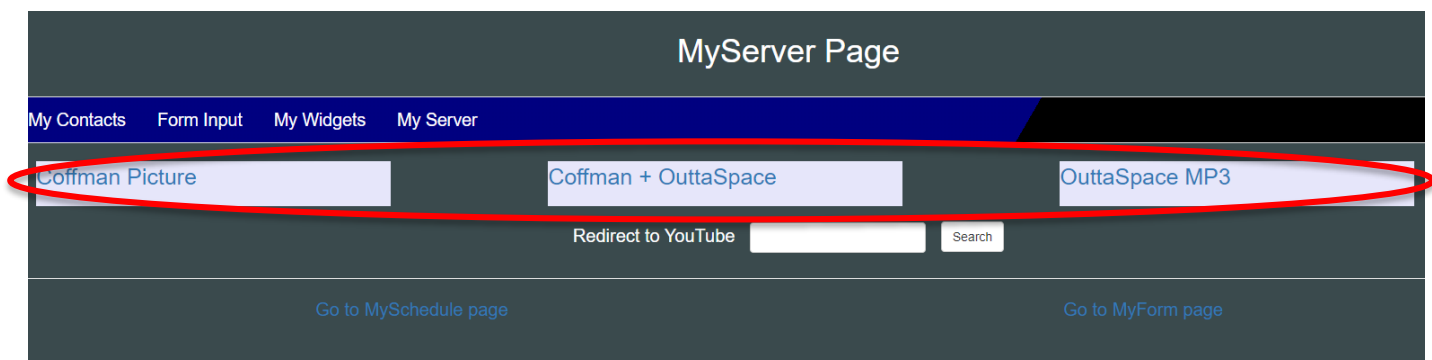 MyServer Page
My Contacts Form Input My Widgets My Server
Coffman Picture Coffman + OuttaSpace OuttaSpace MP3
Redirect to YouTube Search
Go to MySchedule page Go to MyForm page